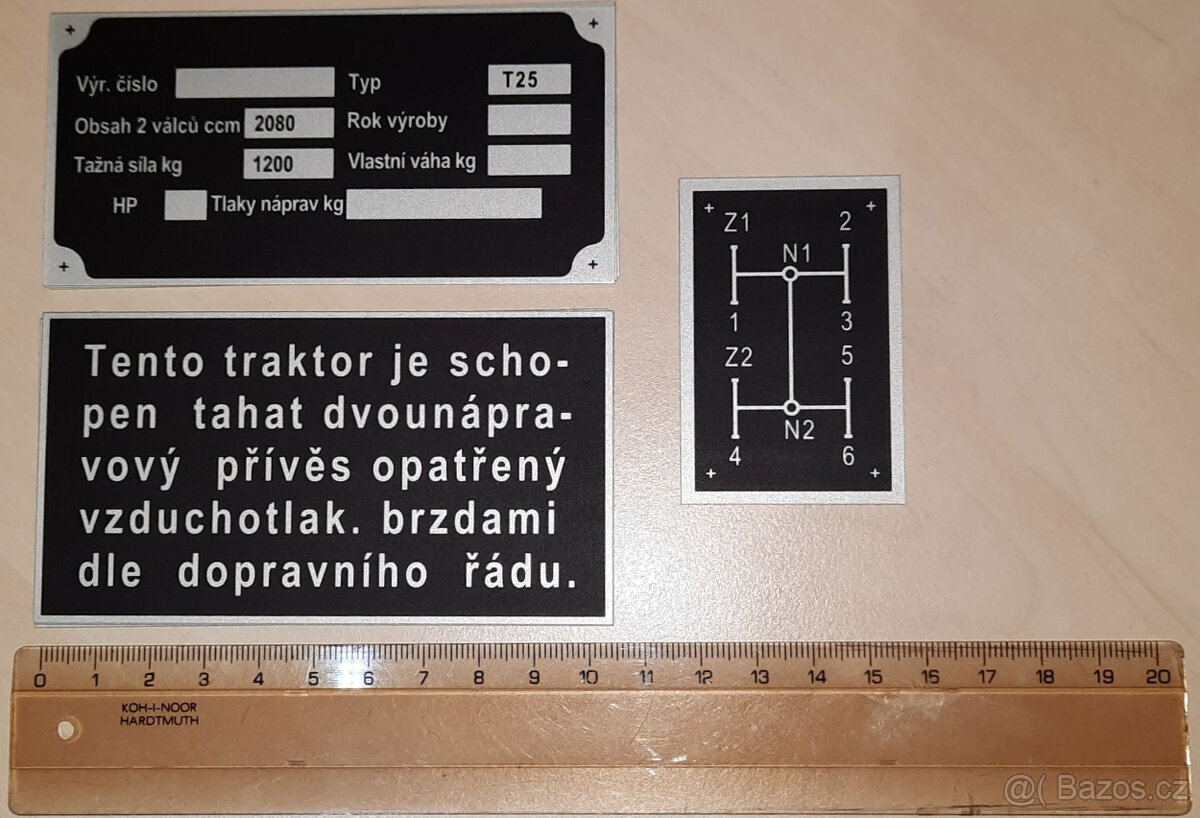 Výr. číslo Typ T25
Obsah 2 válců ccm 2080 Rok výroby
Tažná síla kg 1200 Vlastní váha kg
HP Tlaky náprav kg
Tento traktor je scho-
pen tahat dvounápra-
vový přívěs opatřený
vzduchotlak. brzdami
dle dopravního řádu.
Z1 2
N1
1 3
Z2 5
N2
4 6
0 1 2 3 4 5 6 7 8 9 10 11 12 13 14 15 16 17 18 19 20
KOH-I-NOOR
HARDTMUTH
@( Bazos.cz